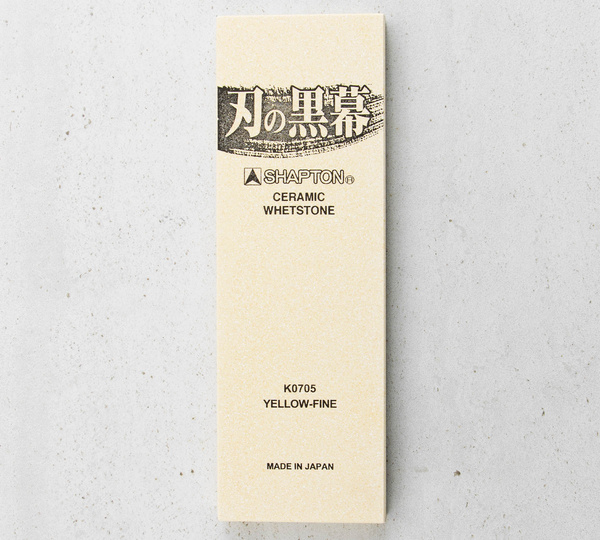 刃の黒幕
SHAPTON®
CERAMIC
WHETSTONE
K0705
YELLOW-FINE
MADE IN JAPAN